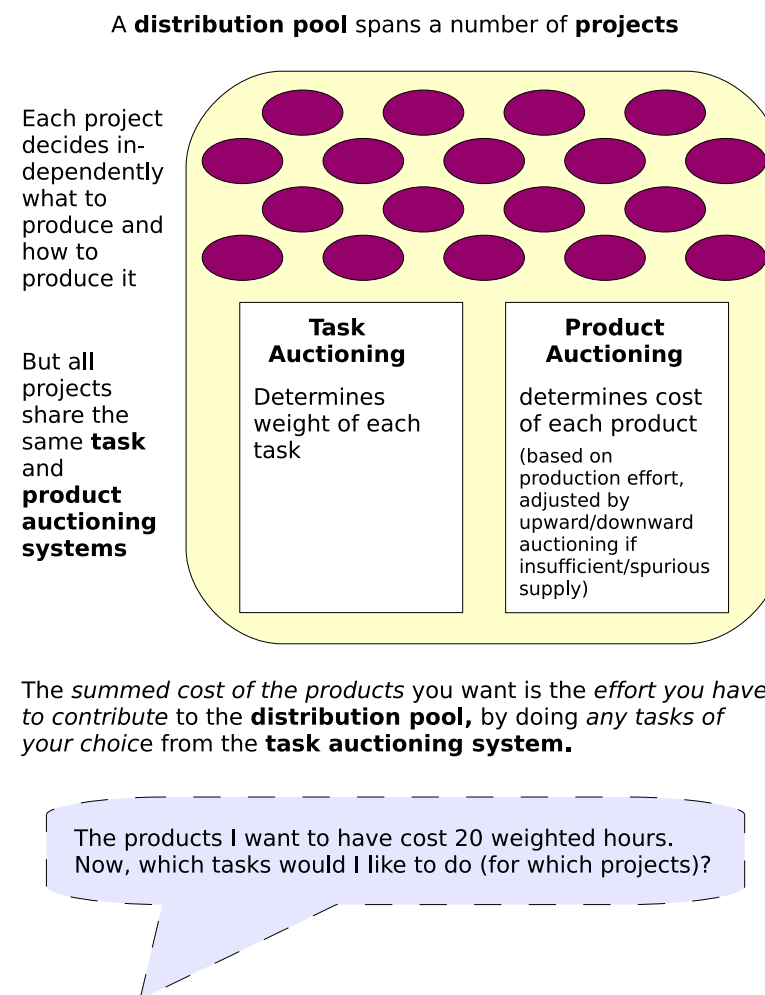 A distribution pool spans a number of projects
Each project
decides in-
dependently
what to
produce and
how to
produce it
But all
projects
share the
same task
and
product
auctioning
systems
Task
Auctioning
Determines
weight of each
task
Product
Auctioning
determines cost
of each product
(based on
production effort,
adjusted by
upward/downward
auctioning if
insufficient/spurious
supply)
The summed cost of the products you want is the effort you have
to contribute to the distribution pool, by doing any tasks of
your choice from the task auctioning system.
The products I want to have cost 20 weighted hours.
Now, which tasks would I like to do (for which projects)?